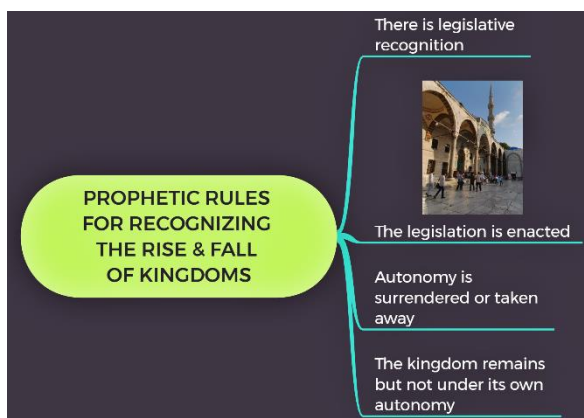 There is legislative
recognition
PROPHETIC RULES
FOR RECOGNIZING
THE RISE & FALL
OF KINGDOMS
The legislation is enacted
Autonomy is
surrendered or taken
away
The kingdom remains
but not under its own
autonomy